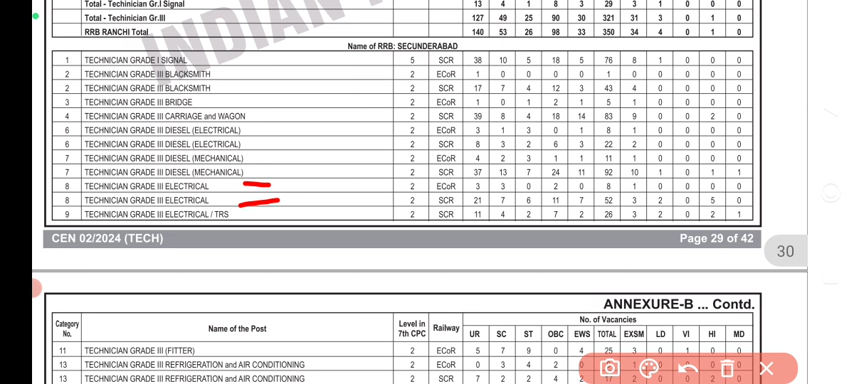 Total - Techinician Gr.I Signal 13 4 1 8 3 29 3 1 0 0 0
Total - Techinician Gr.III 127 49 25 90 30 321 31 3 0 1 0
RRB RANCHI Total 140 53 26 98 33 350 34 4 0 1 0
INDIAN
Name of RRB: SECUNDERABAD
1 TECHNICIAN GRADE I SIGNAL 5 SCR 38 10 5 18 5 76 8 1 0 0 0
2 TECHNICIAN GRADE III BLACKSMITH 2 ECoR 1 0 0 0 0 1 0 0 0 0 0
2 TECHNICIAN GRADE III BLACKSMITH 2 SCR 17 7 4 12 3 43 4 0 0 0 0
3 TECHNICIAN GRADE III BRIDGE 2 ECoR 1 0 1 2 1 5 1 0 0 0 0
4 TECHNICIAN GRADE III CARRIAGE and WAGON 2 SCR 39 8 4 18 14 83 9 0 0 2 0
6 TECHNICIAN GRADE III DIESEL (ELECTRICAL) 2 ECoR 3 1 3 0 1 8 1 0 0 0 0
6 TECHNICIAN GRADE III DIESEL (ELECTRICAL) 2 SCR 8 3 2 6 3 22 2 0 0 0 0
7 TECHNICIAN GRADE III DIESEL (MECHANICAL) 2 ECoR 4 2 3 1 1 11 1 0 0 0 0
7 TECHNICIAN GRADE III DIESEL (MECHANICAL) 2 SCR 37 13 7 24 11 92 10 1 0 1 1
8 TECHNICIAN GRADE III ELECTRICAL 2 ECoR 3 3 0 2 0 8 1 0 0 0 0
8 TECHNICIAN GRADE III ELECTRICAL 2 SCR 21 7 6 11 7 52 3 2 0 5 0
9 TECHNICIAN GRADE III ELECTRICAL / TRS 2 SCR 11 4 2 7 2 26 3 2 0 2 1
CEN 02/2024 (TECH) Page 29 of 42
30
ANNEXURE-B ... Contd.
Category No. Name of the Post Level in 7th CPC Railway No. of Vacancies
UR SC ST OBC EWS TOTAL EXSM LD VI HI MD
11 TECHNICIAN GRADE III (FITTER) 2 ECoR 5 7 9 0 4 25 3 0 1 0 0
13 TECHNICIAN GRADE III REFRIGERATION and AIR CONDITIONING 2 ECoR 0 3 4 2
13 TECHNICIAN GRADE III REFRIGERATION and AIR CONDITIONING 2 SCR 7 2 2 4